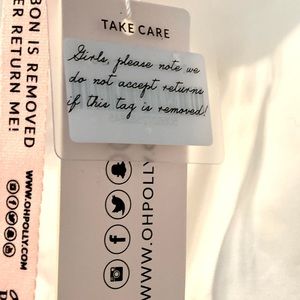 TAKE CARE
Girls, please note we
do not accept returns
if this tag is removed!
WWW.OHPOLLY
BON IS REMOVED
ER RETURN ME!
WWW.OHPOLLY.COM